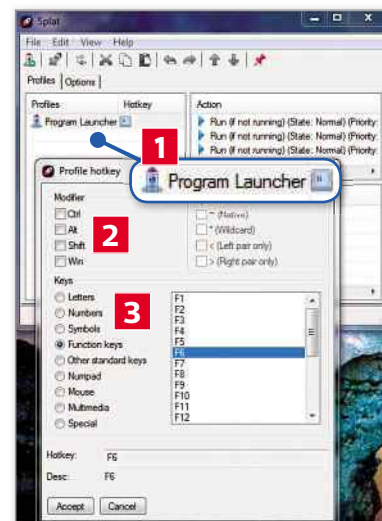 Splat
File Edit View Help
Profiles Options
Profiles Hotkey Action
Program Launcher
Run (if not running) (State: Normal) (Priority:
Run (if not running) (State: Normal) (Priority:
Run (if not running) (State: Normal) (Priority:
1
Program Launcher
Profile hotkey
Modifier
Ctrl
Alt
Shift
Win
2
~ (Native)
* (Wildcard)
< (Left pair only)
> (Right pair only)
Keys
Letters
Numbers
Symbols
Function keys
Other standard keys
Numpad
Mouse
Multimedia
Special
3
F1
F2
F3
F4
F5
F6
F7
F8
F9
F10
F11
F12
Hotkey: F6
Desc: F6
Accept Cancel